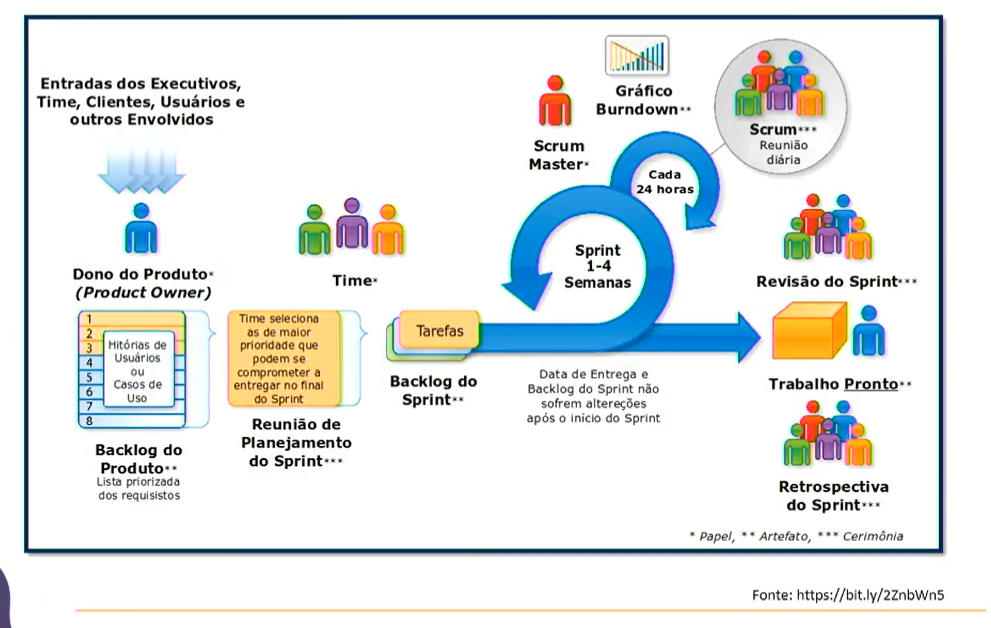 Entradas dos Executivos,
Time, Clientes, Usuários e
outros Envolvidos
Dono do Produto*
(Product Owner)
1
2
3
4
5
6
7
8
Hitórias de
Usuários
ou
Casos de
Uso
Backlog do
Produto**
Lista priorizada
dos requisistos
Time*
Time seleciona
as de maior
prioridade que
podem se
comprometer a
entregar no final
do Sprint
Reunião de
Planejamento
do Sprint***
Tarefas
Backlog do
Sprint**
Scrum
Master*
Gráfico
Burndown**
Cada
24 horas
Sprint
1-4
Semanas
Data de Entrega e
Backlog do Sprint não
sofrem altereções
após o início do Sprint
Scrum***
Reunião
diária
Revisão do Sprint***
Trabalho Pronto**
Retrospectiva
do Sprint***
* Papel, ** Artefato, *** Cerimônia
Fonte: https://bit.ly/2ZnbWn5